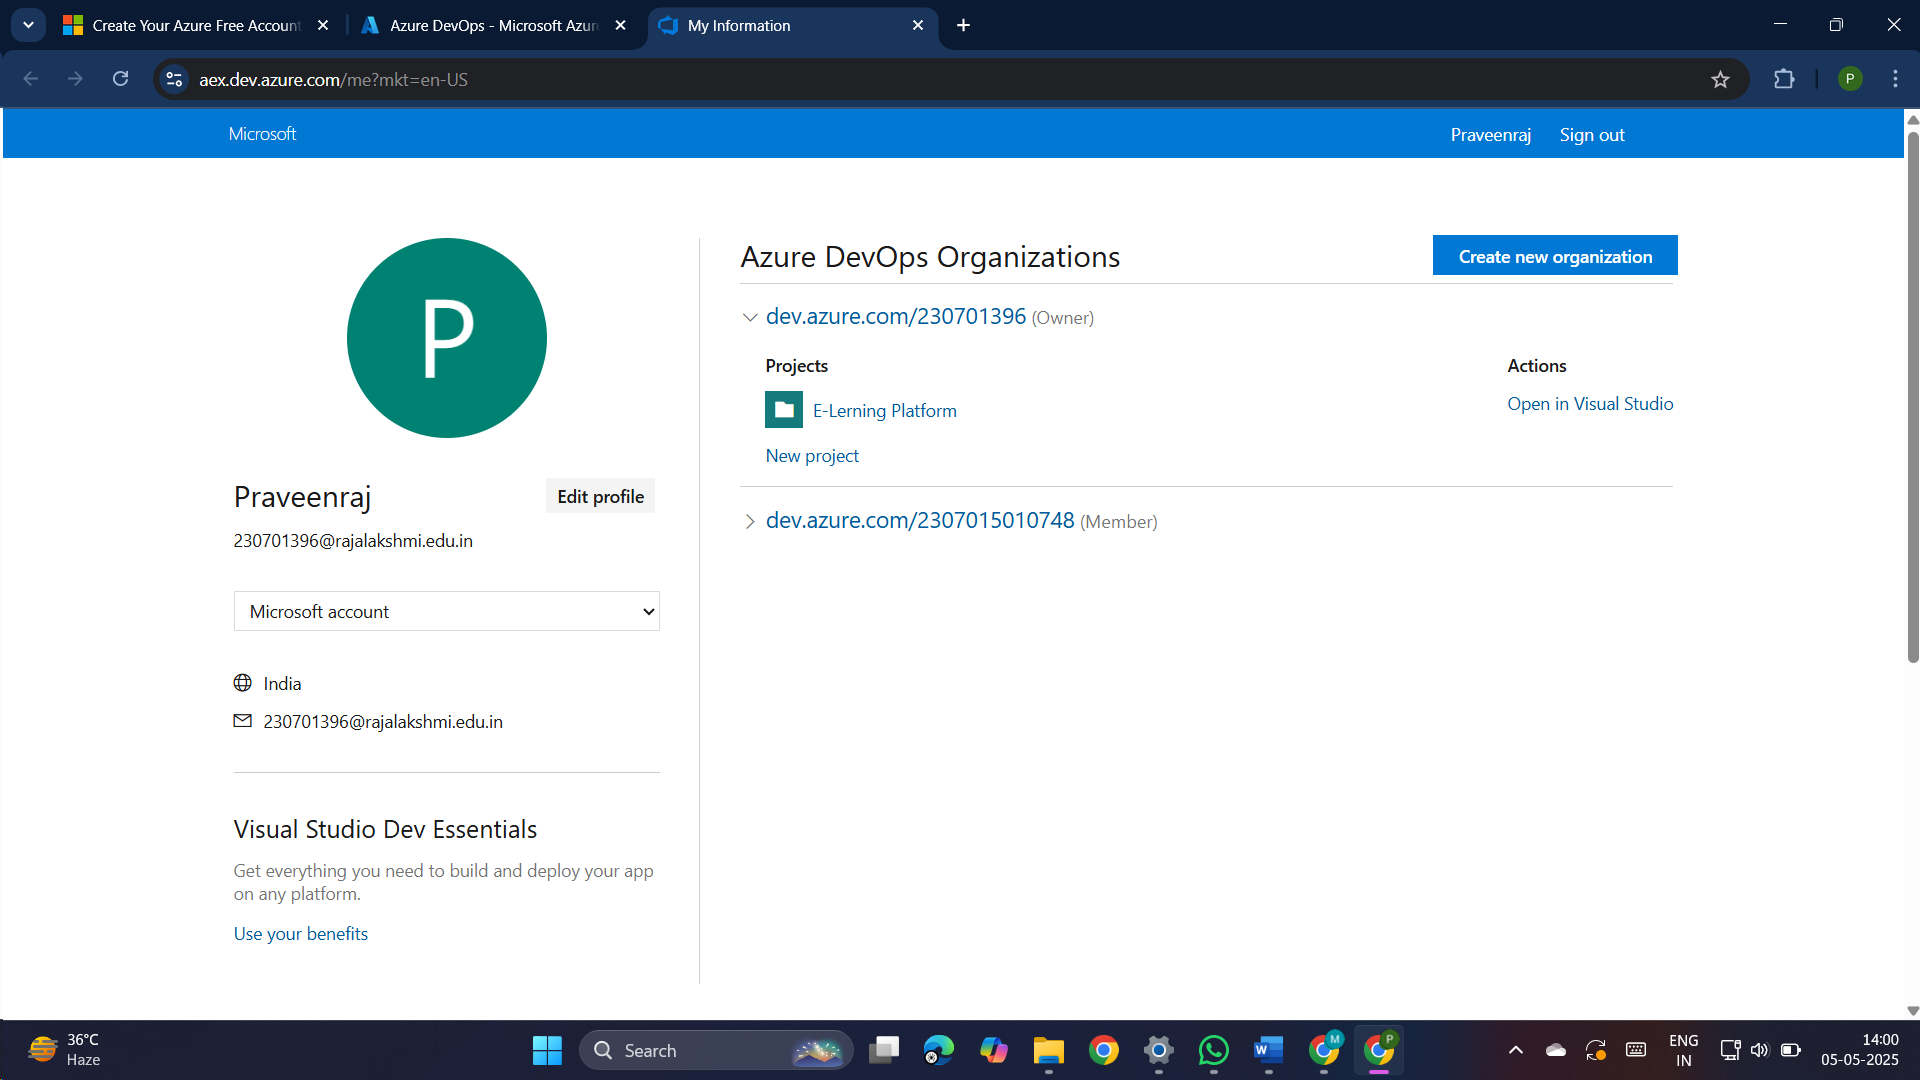 Create Your Azure Free Account
Azure DevOps - Microsoft Azur
My Information
aex.dev.azure.com/me?mkt=en-US
P
Microsoft
Praveenraj
Sign out
P
Praveenraj
Edit profile
230701396@rajalakshmi.edu.in
Microsoft account
India
230701396@rajalakshmi.edu.in
Visual Studio Dev Essentials
Get everything you need to build and deploy your app
on any platform.
Use your benefits
Azure DevOps Organizations
Create new organization
dev.azure.com/230701396 (Owner)
Projects
Actions
E-Lerning Platform
Open in Visual Studio
New project
dev.azure.com/2307015010748 (Member)
36°C
Haze
Search
W
M
P
ENG
IN
14:00
05-05-2025